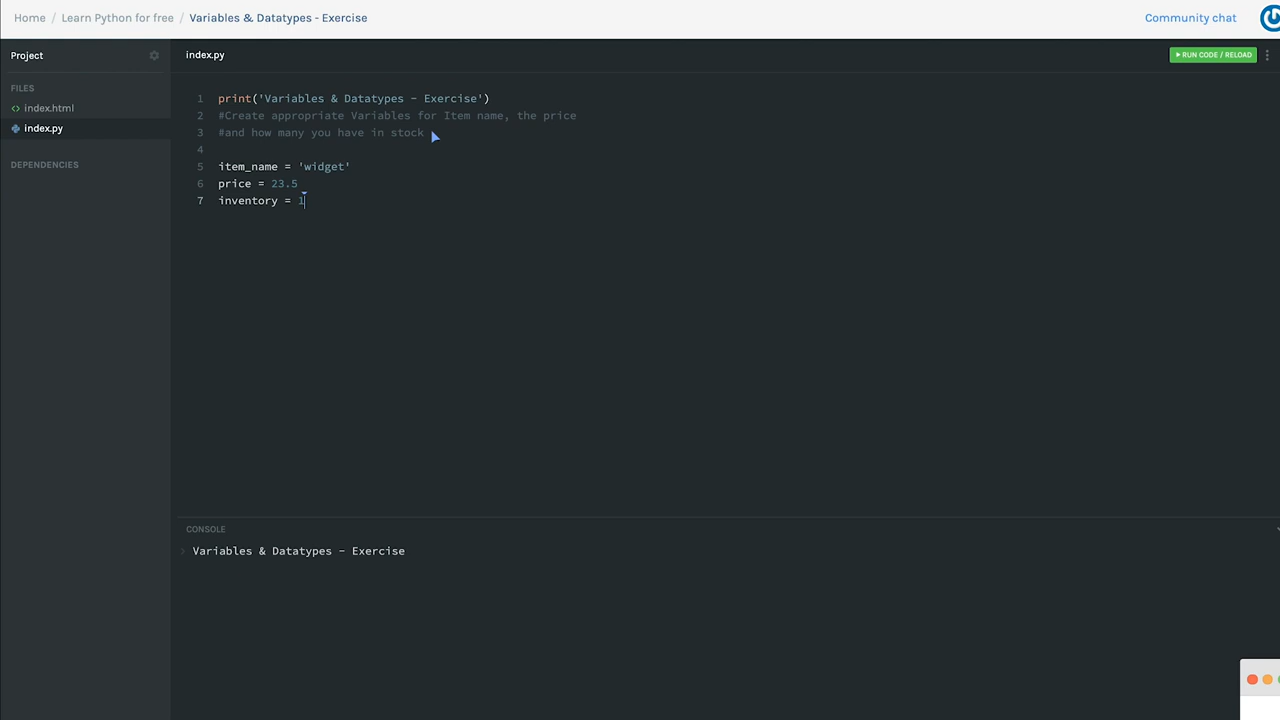 Home / Learn Python for free / Variables & Datatypes - Exercise
Community chat
Project
index.py
RUN CODE / RELOAD
FILES
<> index.html
index.py
DEPENDENCIES
1 print('Variables & Datatypes - Exercise')
2 #Create appropriate Variables for Item name, the price
3 #and how many you have in stock
4
5 item_name = 'widget'
6 price = 23.5
7 inventory = 1
CONSOLE
> Variables & Datatypes - Exercise